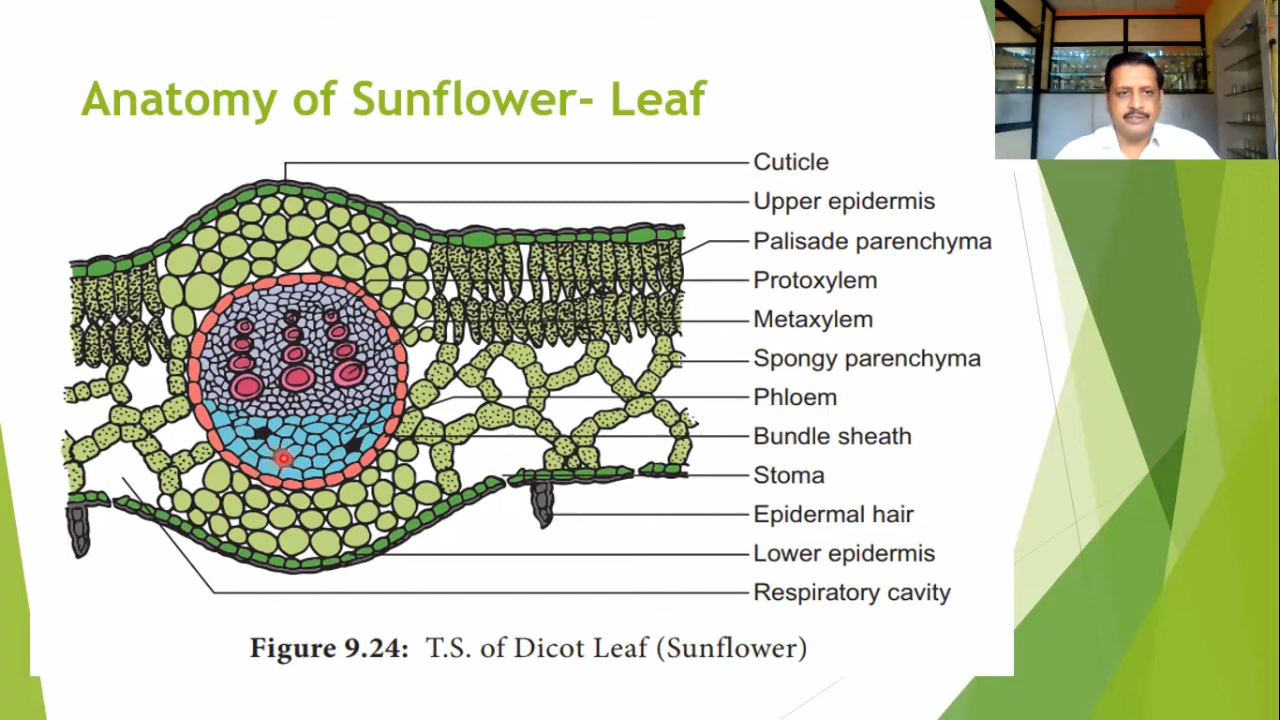 Anatomy of Sunflower- Leaf
Cuticle
Upper epidermis
Palisade parenchyma
Protoxylem
Metaxylem
Spongy parenchyma
Phloem
Bundle sheath
Stoma
Epidermal hair
Lower epidermis
Respiratory cavity
Figure 9.24: T.S. of Dicot Leaf (Sunflower)